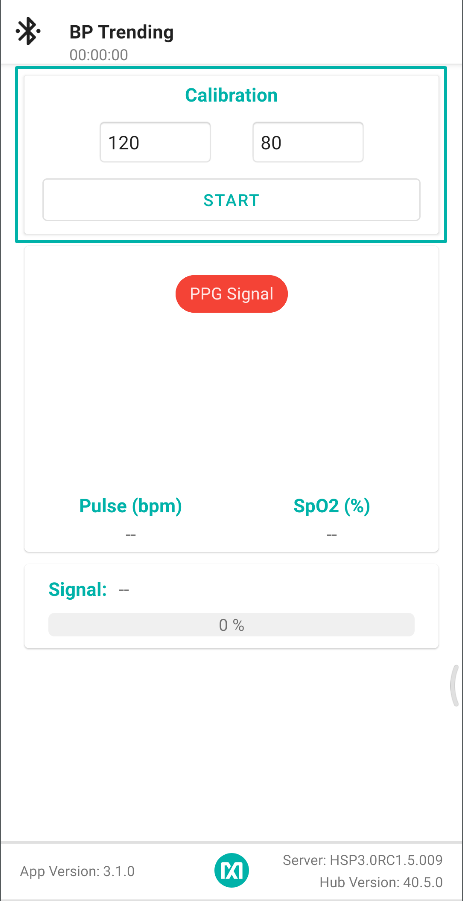 BP Trending
00:00:00
Calibration
120 80
START
PPG Signal
Pulse (bpm) SpO2 (%)
-- --
Signal: --
0 %
App Version: 3.1.0
Server: HSP3.0RC1.5.009
Hub Version: 40.5.0